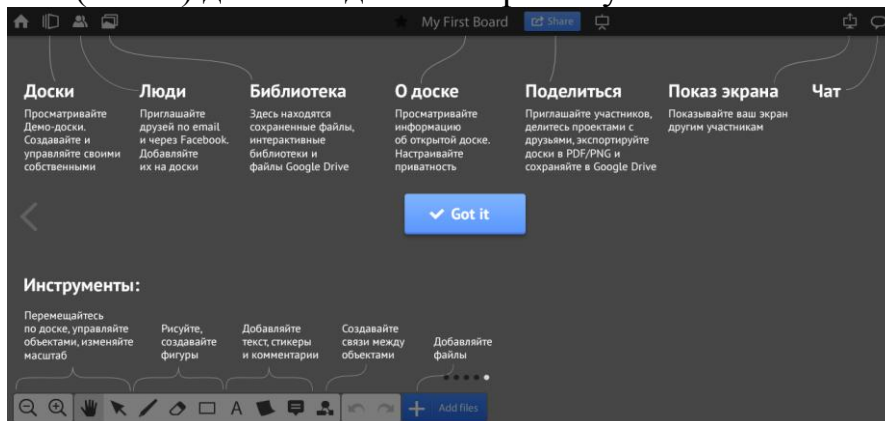 My First Board
Share
Доски
Просматривайте
Демо-доски.
Создавайте и
управляйте своими
собственными
Люди
Приглашайте
друзей по email
и через Facebook.
Добавляйте
их на доски
Библиотека
Здесь находятся
сохраненные файлы,
интерактивные
библиотеки и
файлы Google Drive
О доске
Просматривайте
информацию
об открытой доске.
Настраивайте
приватность
Поделиться
Приглашайте участников,
делитесь проектами с
друзьями, экспортируйте
доски в PDF/PNG и
сохраняйте в Google Drive
Показ экрана
Показывайте ваш экран
другим участникам
Чат
Got it
Инструменты:
Перемещайтесь
по доске, управляйте
объектами, изменяйте
масштаб
Рисуйте,
создавайте
фигуры
Добавляйте
текст, стикеры
и комментарии
Создавайте
связи между
объектами
Добавляйте
файлы
A
Add files